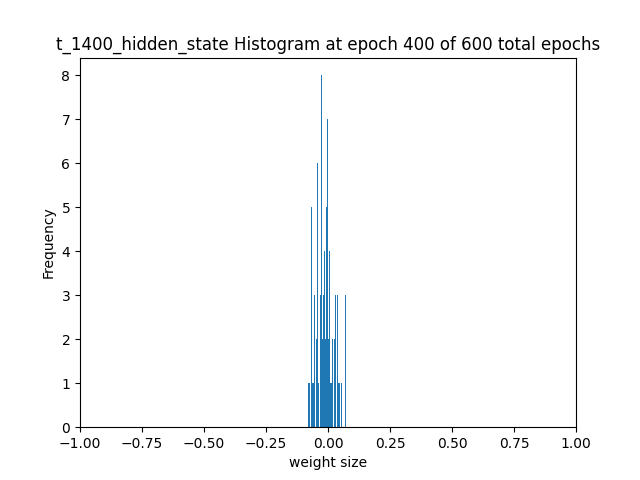 t_1400_hidden_state Histogram at epoch 400 of 600 total epochs
8
7
6
5
4
3
2
1
0
Frequency
−1.00 −0.75 −0.50 −0.25 0.00 0.25 0.50 0.75 1.00
weight size